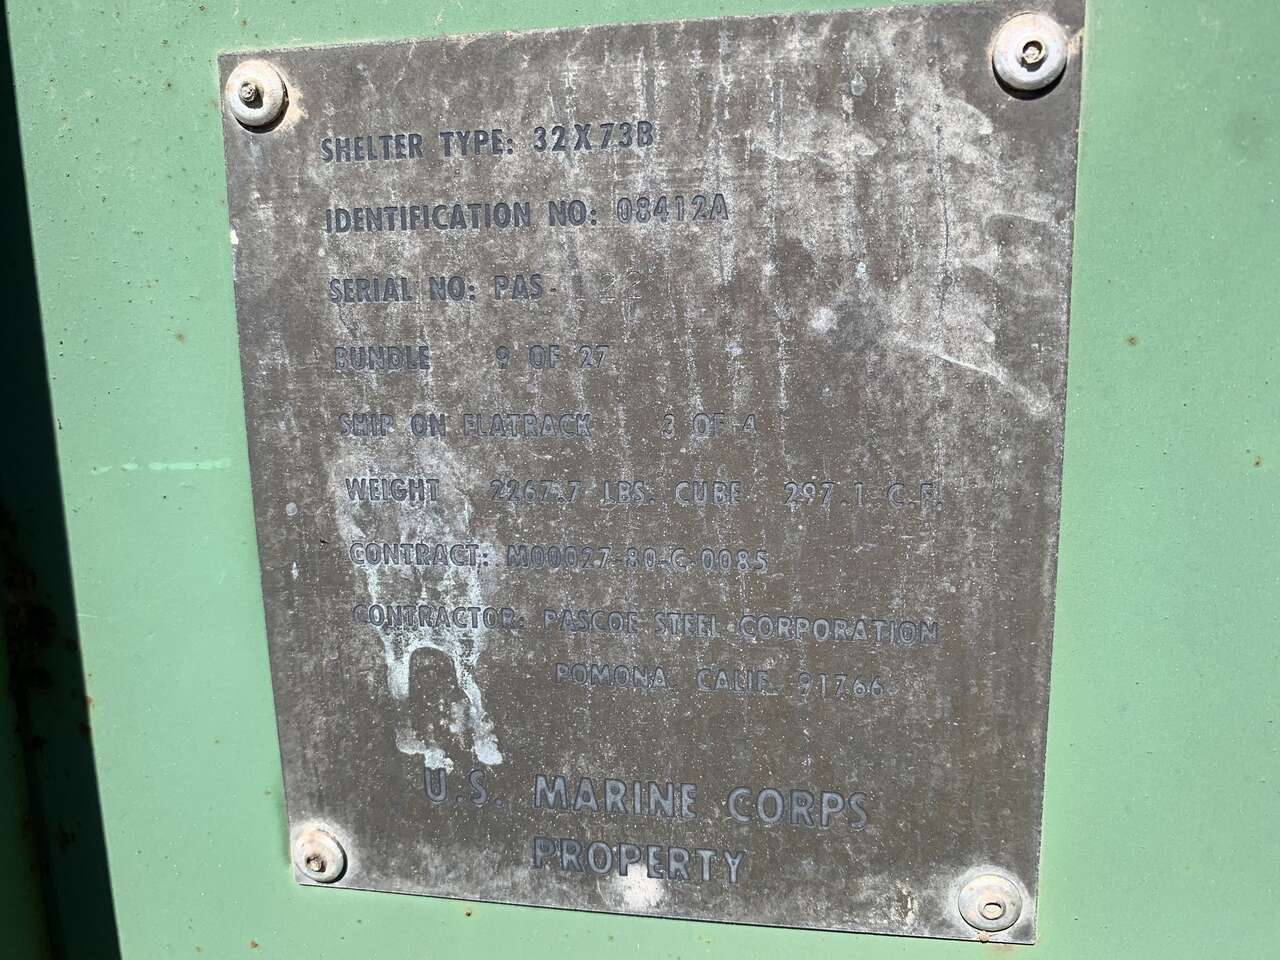 SHELTER TYPE: 32X73B
IDENTIFICATION NO: 08412A
SERIAL NO: PAS-
BUNDLE 9 OF 27
SHIP ON FLATRACK 3 OF 4
WEIGHT 2267.7 LBS. CUBE 297.1 C.F.
CONTRACT: M00027-80-C-0085
CONTRACTOR: PASCOE STEEL CORPORATION
POMONA, CALIF. 91766
U.S. MARINE CORPS
PROPERTY